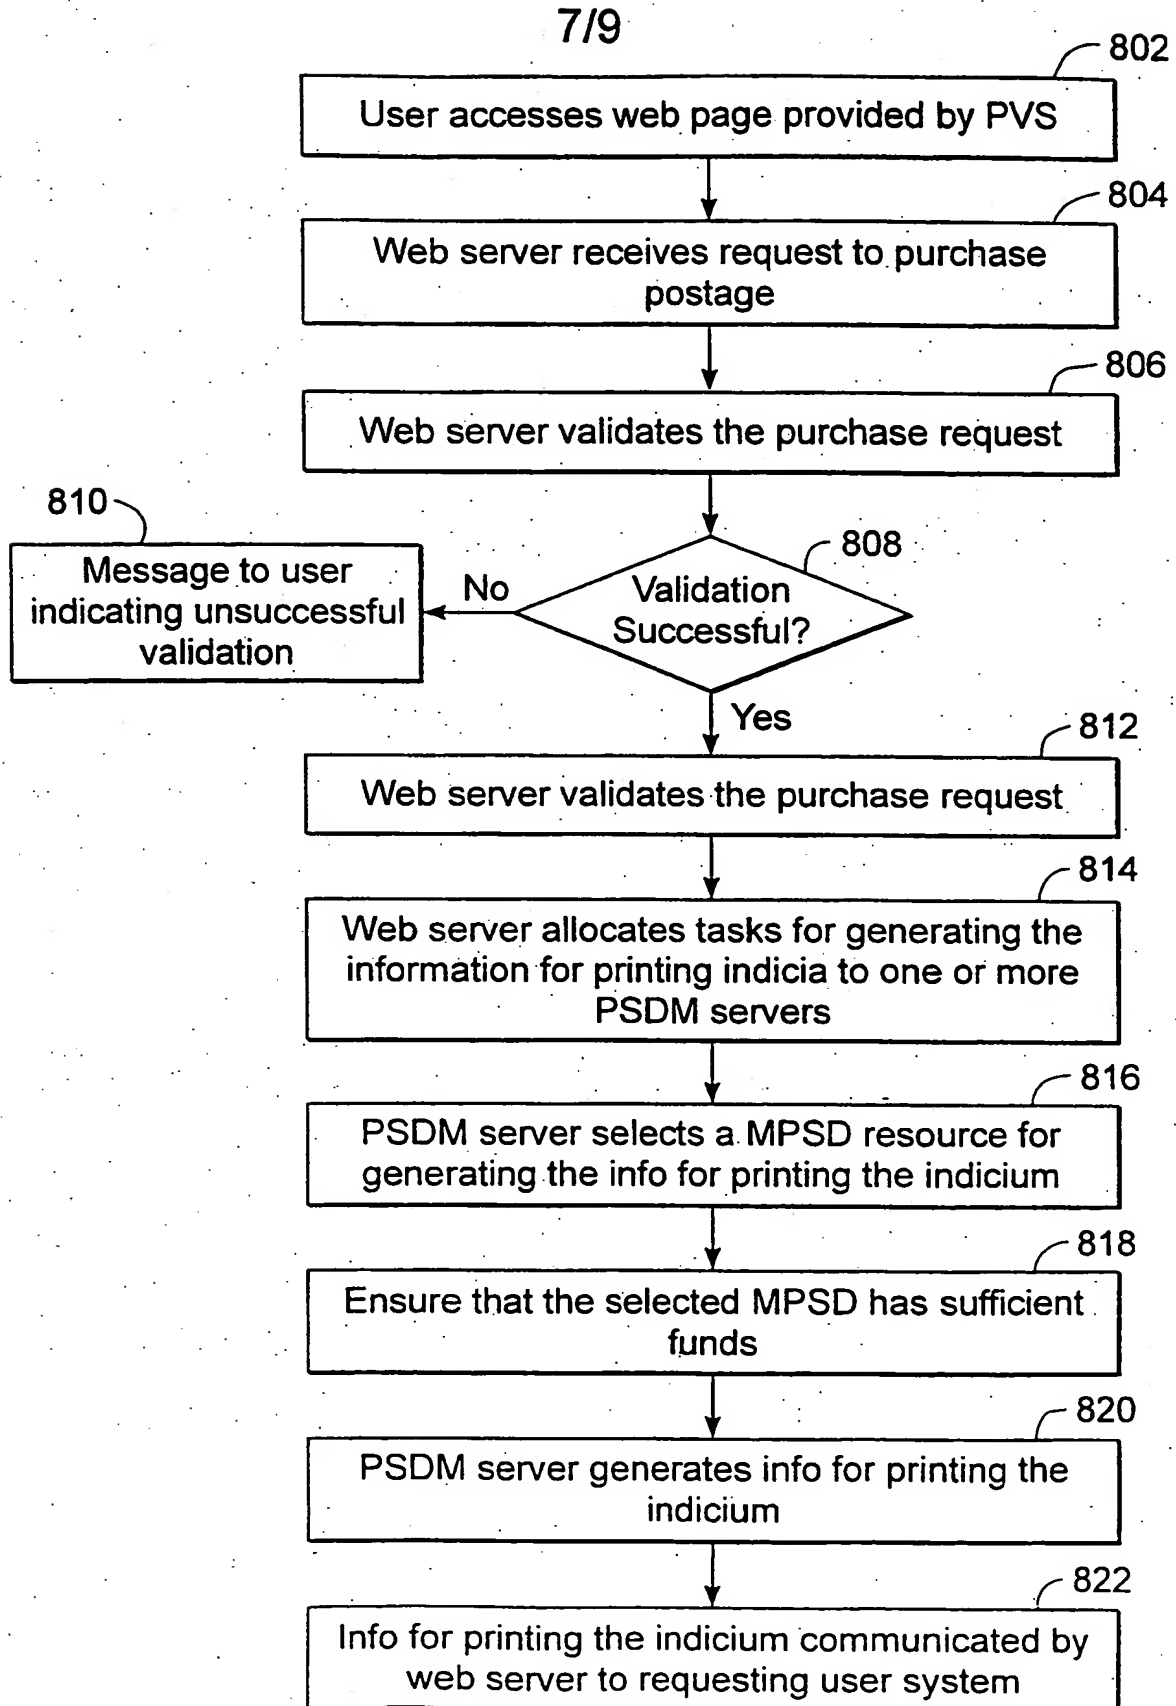 7/9
802
User accesses web page provided by PVS
804
Web server receives request to purchase
postage
806
Web server validates the purchase request
810
Message to user
indicating unsuccessful
validation
No
808
Validation
Successful?
Yes
812
Web server validates the purchase request
814
Web server allocates tasks for generating the
information for printing indicia to one or more
PSDM servers
816
PSDM server selects a MPSD resource for
generating the info for printing the indicium
818
Ensure that the selected MPSD has sufficient
funds
820
PSDM server generates info for printing the
indicium
822
Info for printing the indicium communicated by
web server to requesting user system